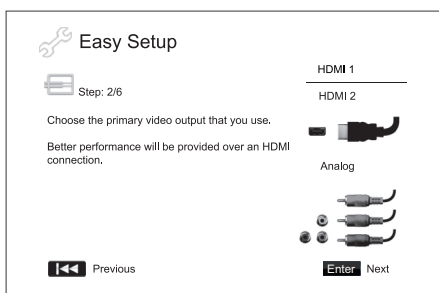 Easy Setup
Step: 2/6
Choose the primary video output that you use.
Better performance will be provided over an HDMI
connection.
HDMI 1
HDMI 2
Analog
Previous
Enter Next